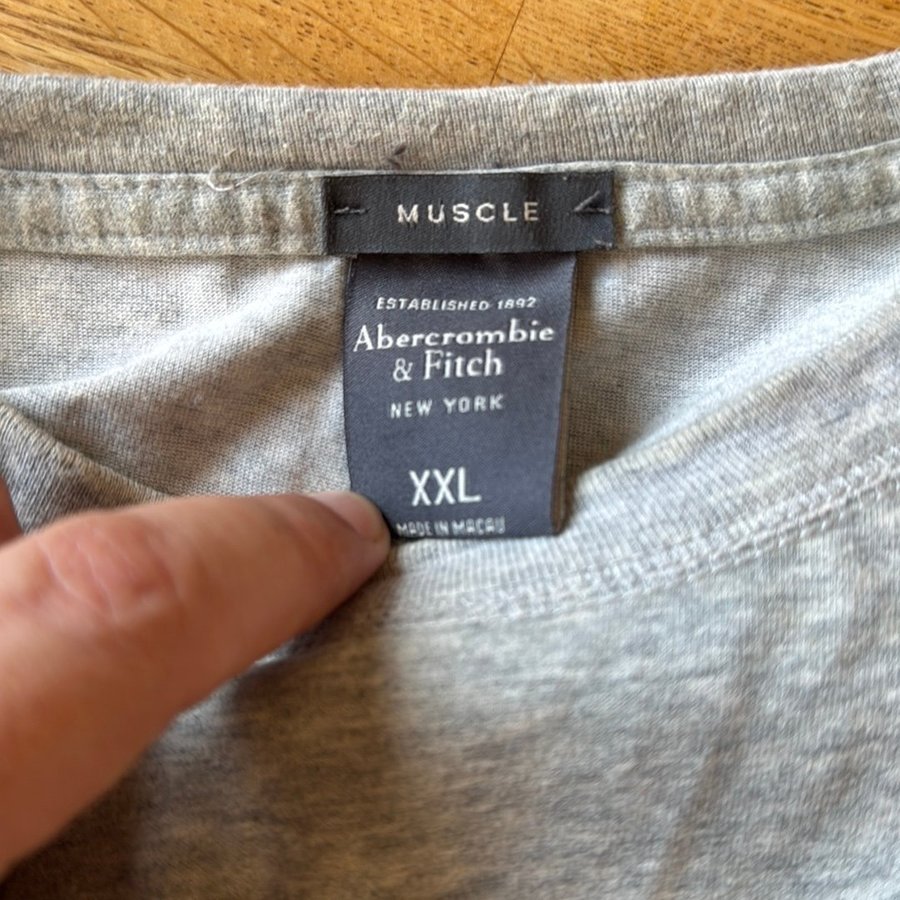 MUSCLE
ESTABLISHED 1892
Abercrombie
& Fitch
NEW YORK
XXL
MADE IN MACAU